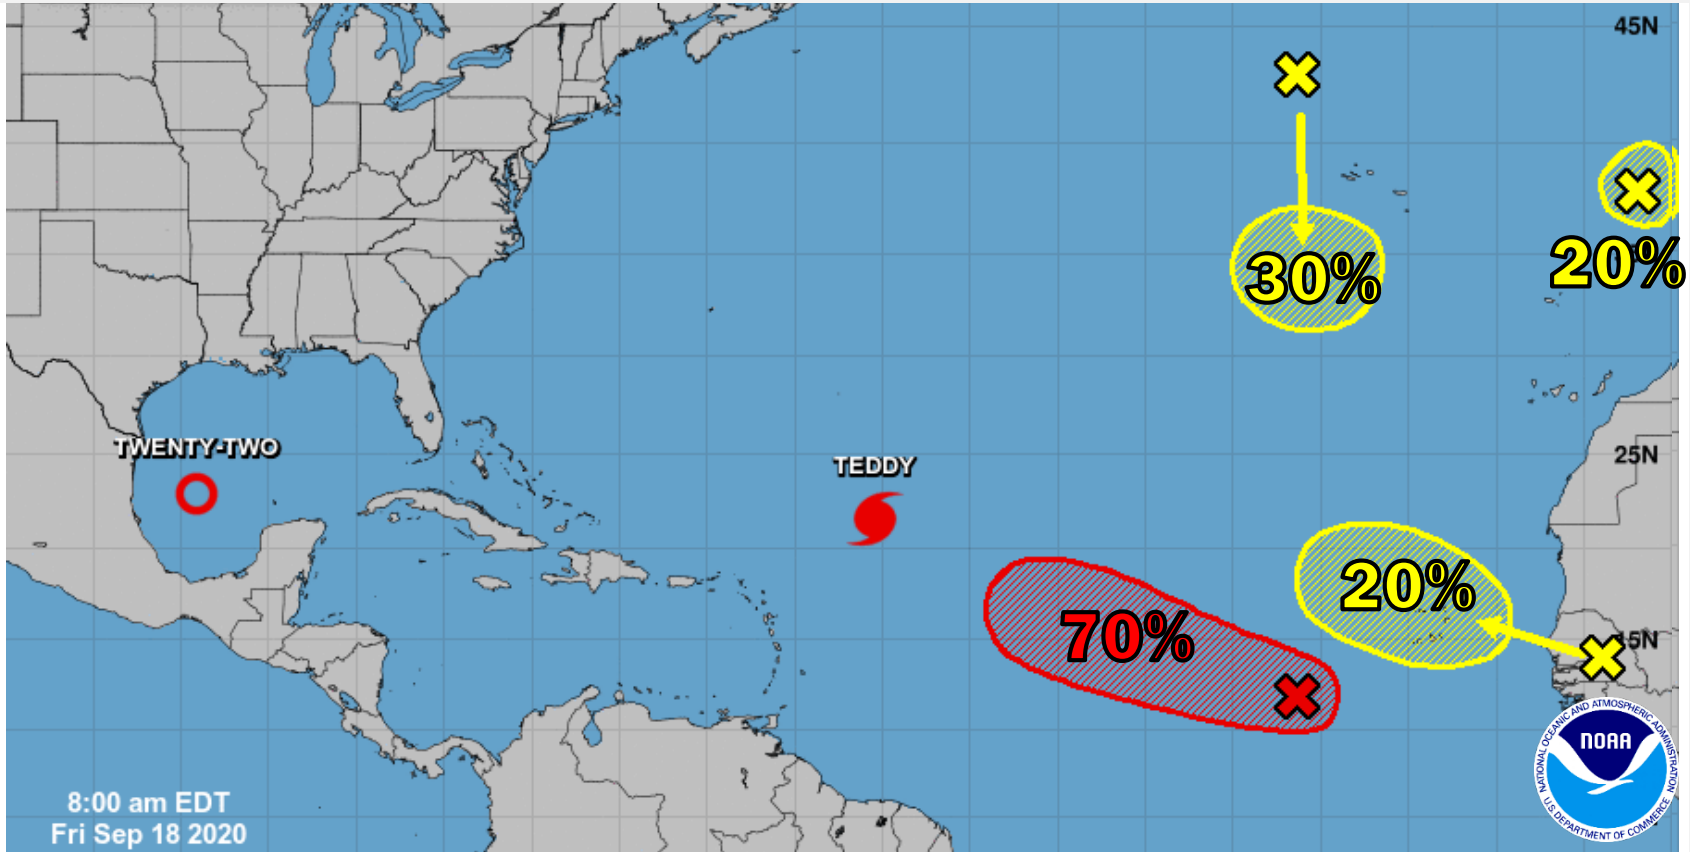 45N
30%
20%
TWENTY-TWO
TEDDY
25N
20%
70%
15N
8:00 am EDT
Fri Sep 18 2020
NATIONAL OCEANIC AND ATMOSPHERIC ADMINISTRATION
NOAA
U.S. DEPARTMENT OF COMMERCE